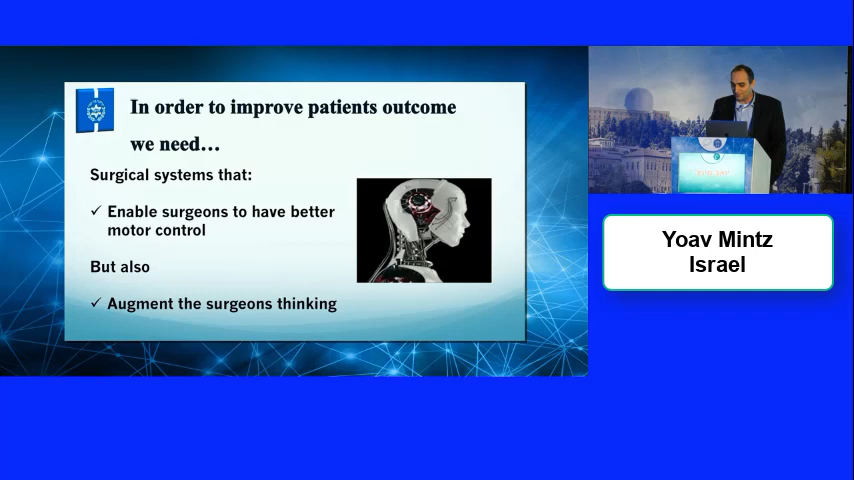 In order to improve patients outcome
we need…
Surgical systems that:
✓ Enable surgeons to have better
motor control
But also
✓ Augment the surgeons thinking
Yoav Mintz
Israel